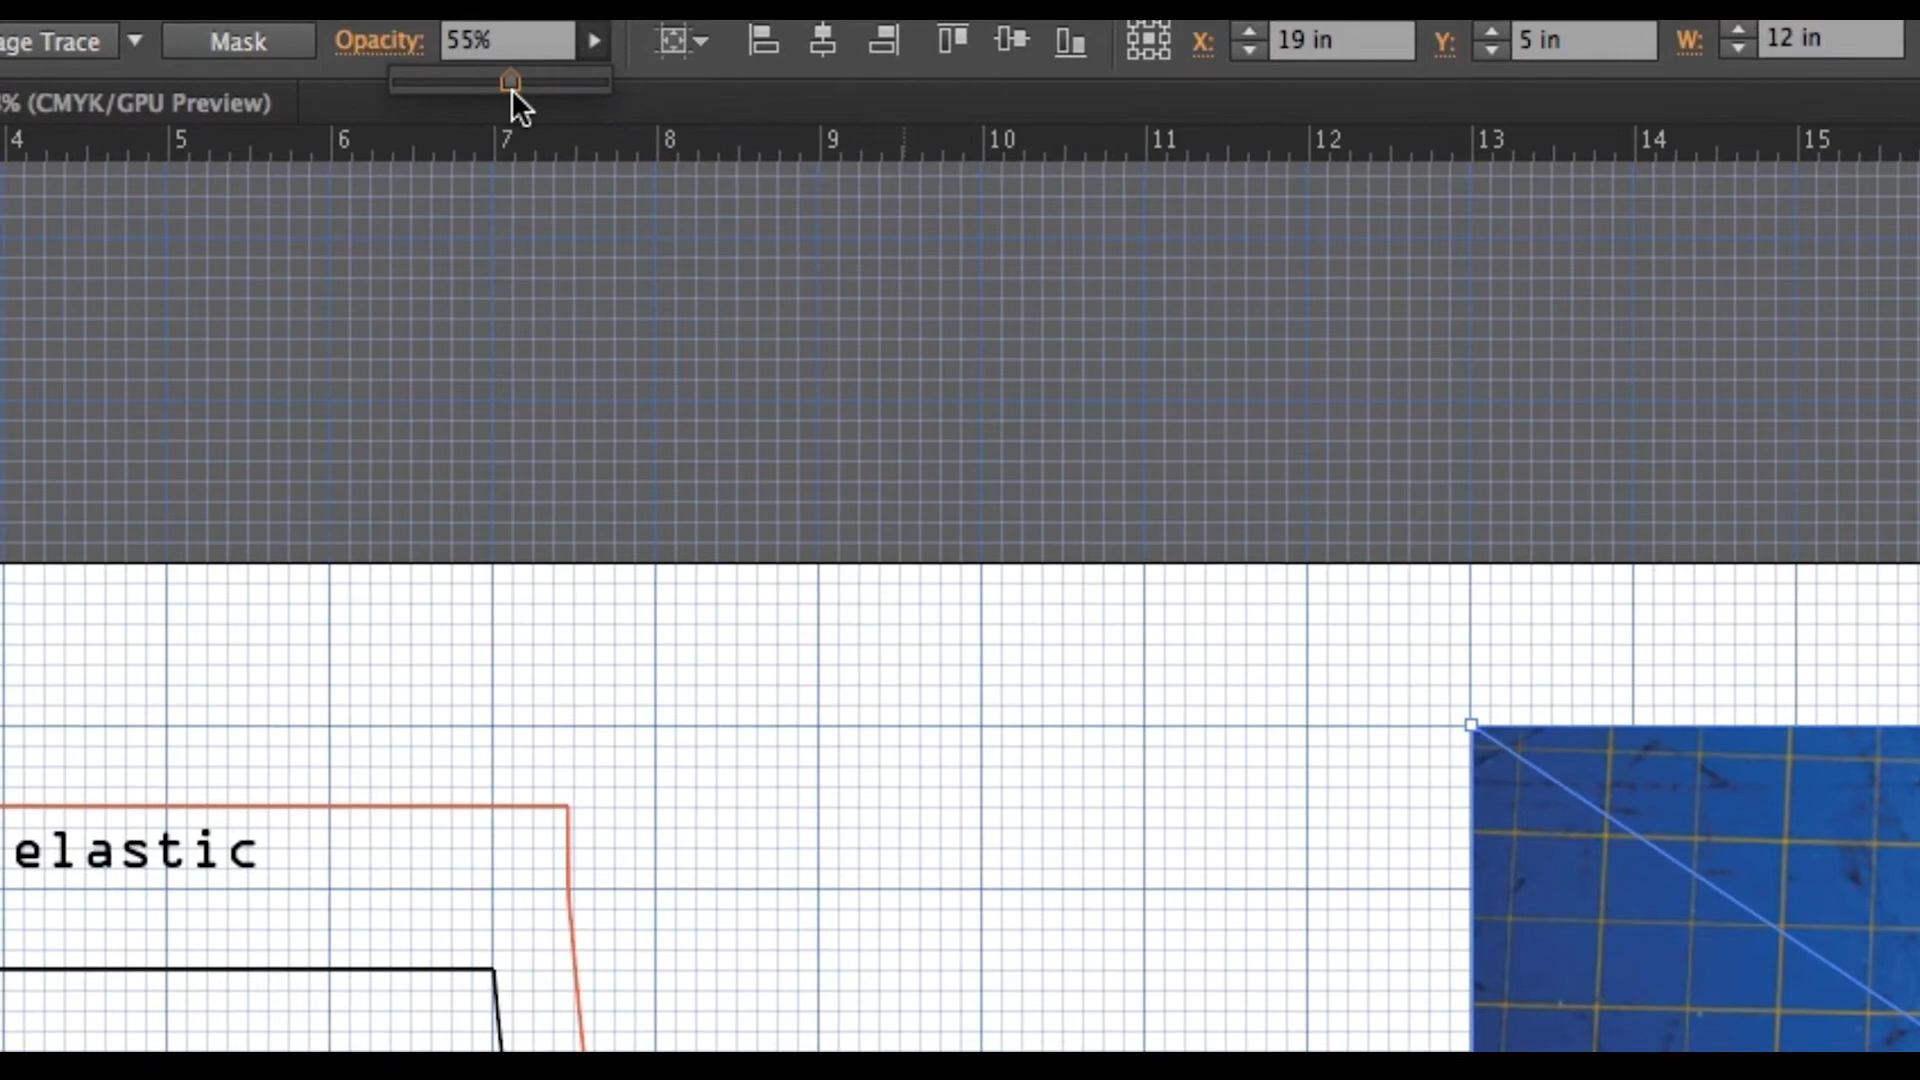 age Trace Mask Opacity: 55% X: 19 in Y: 5 in W: 12 in
% (CMYK/GPU Preview)
4 5 6 7 8 9 10 11 12 13 14 15
elastic